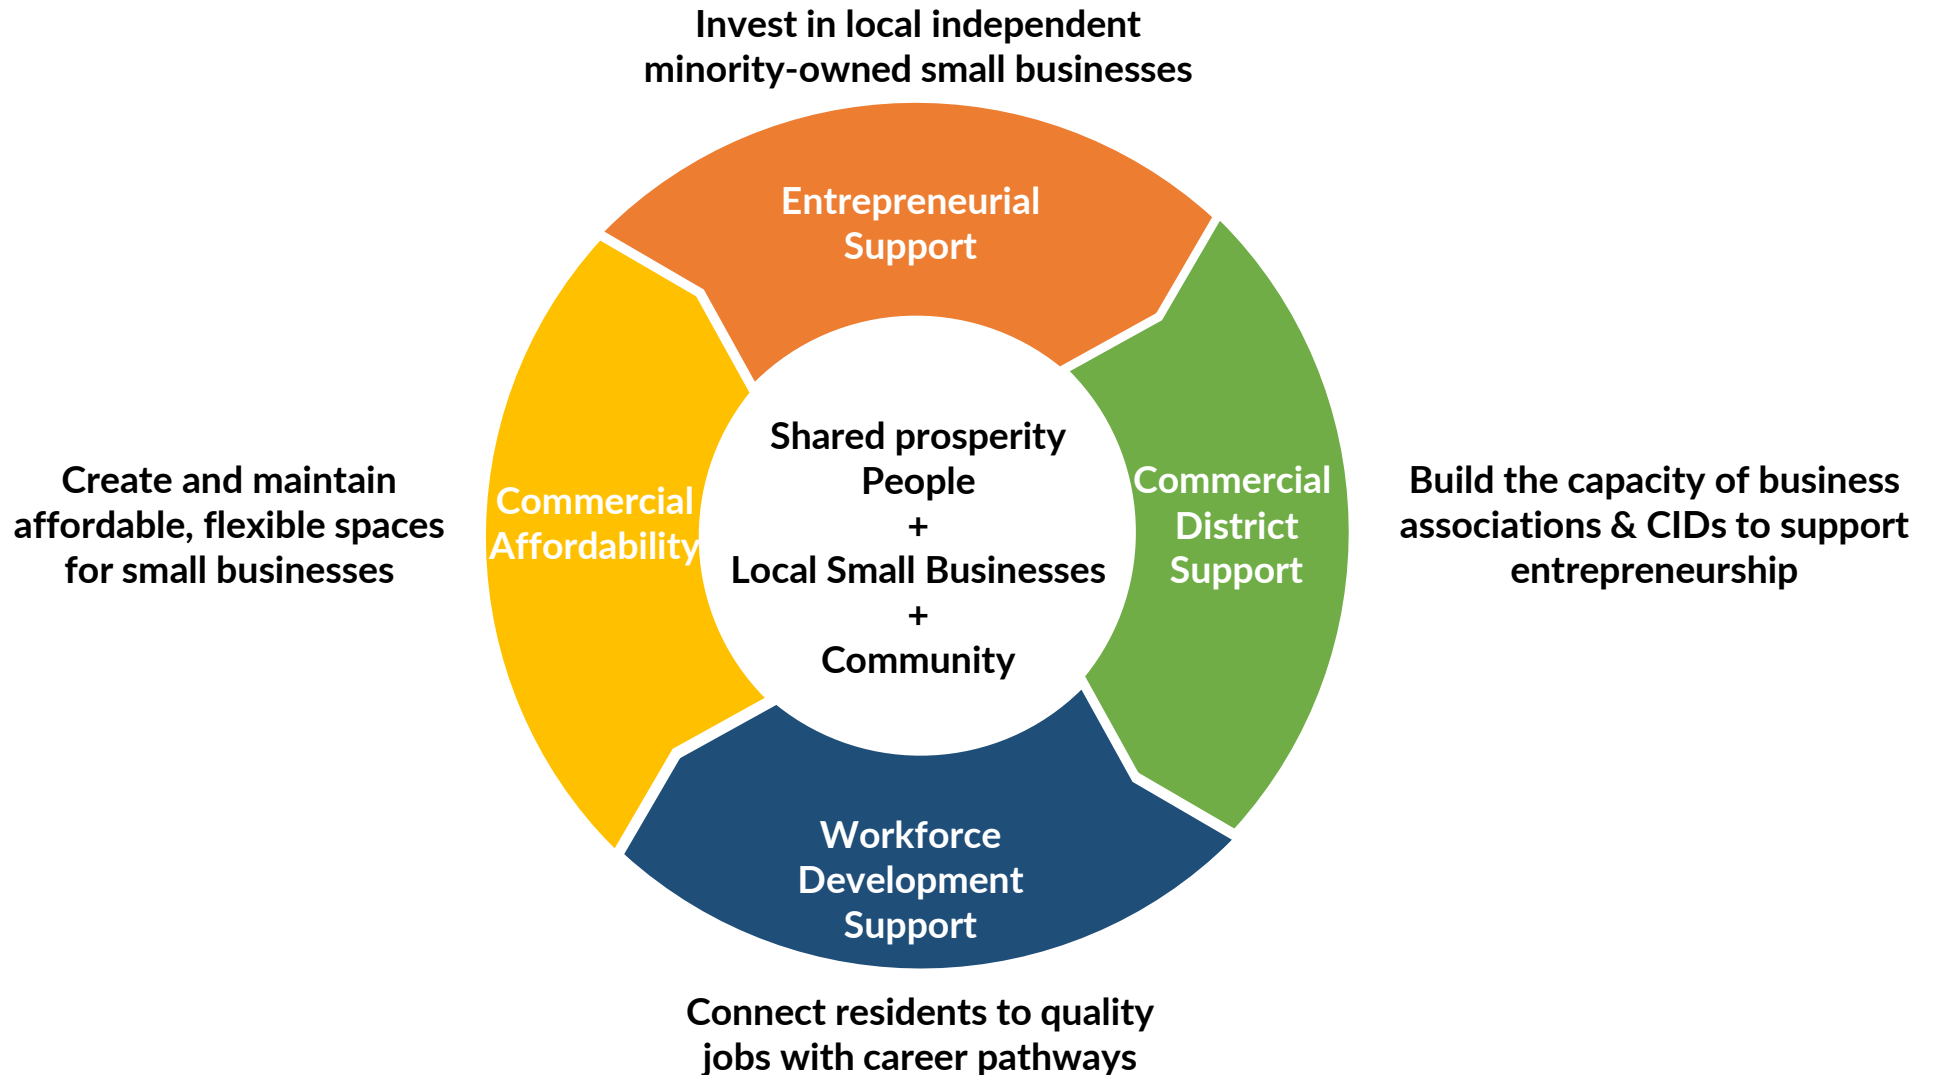 Invest in local independent
minority-owned small businesses
Entrepreneurial
Support
Create and maintain
affordable, flexible spaces
for small businesses
Commercial
Affordability
Shared prosperity
People
+
Local Small Businesses
+
Community
Commercial
District
Support
Build the capacity of business
associations & CIDs to support
entrepreneurship
Workforce
Development
Support
Connect residents to quality
jobs with career pathways